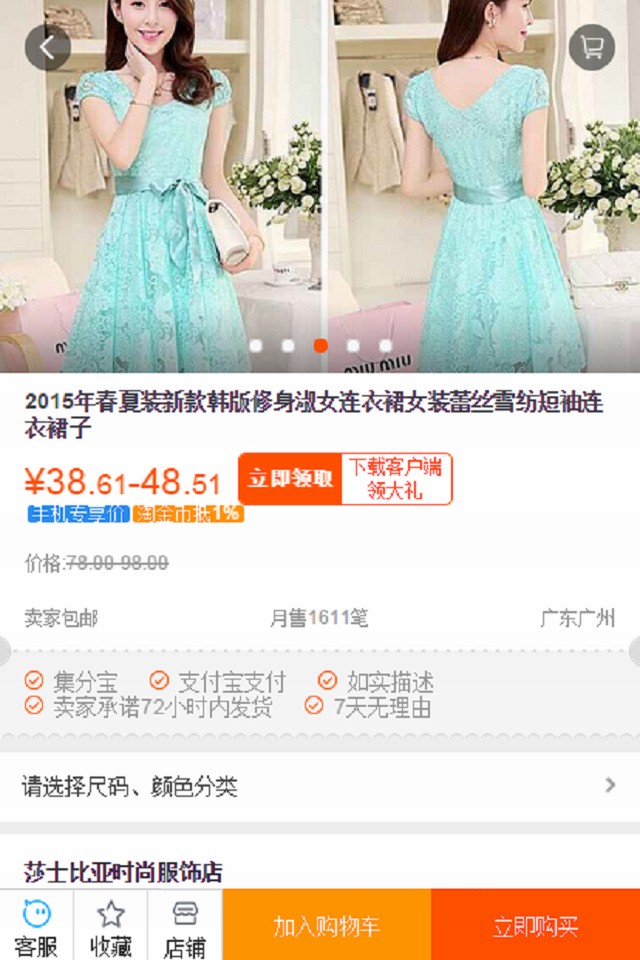 2015年春夏装新款韩版修身淑女连衣裙女装蕾丝雪纺短袖连
衣裙子
¥38.61-48.51
立即领取
下载客户端
领大礼
手机专享价 淘金币抵1%
价格:78.00-98.00
卖家包邮 月售1611笔 广东广州
集分宝 支付宝支付 如实描述
卖家承诺72小时内发货 7天无理由
请选择尺码、颜色分类
莎士比亚时尚服饰店
客服 收藏 店铺 加入购物车 立即购买